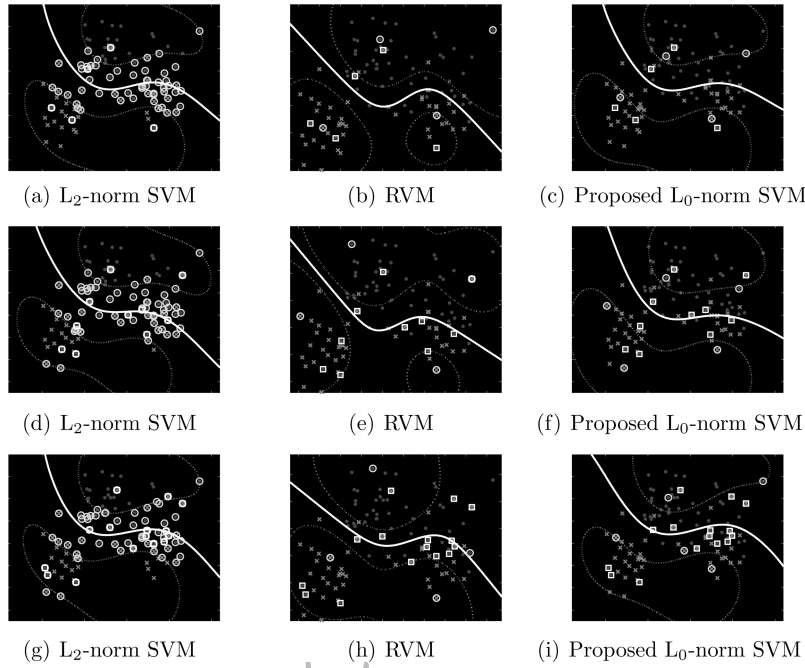 (a) L₂-norm SVM (b) RVM (c) Proposed L₀-norm SVM
(d) L₂-norm SVM (e) RVM (f) Proposed L₀-norm SVM
(g) L₂-norm SVM (h) RVM (i) Proposed L₀-norm SVM